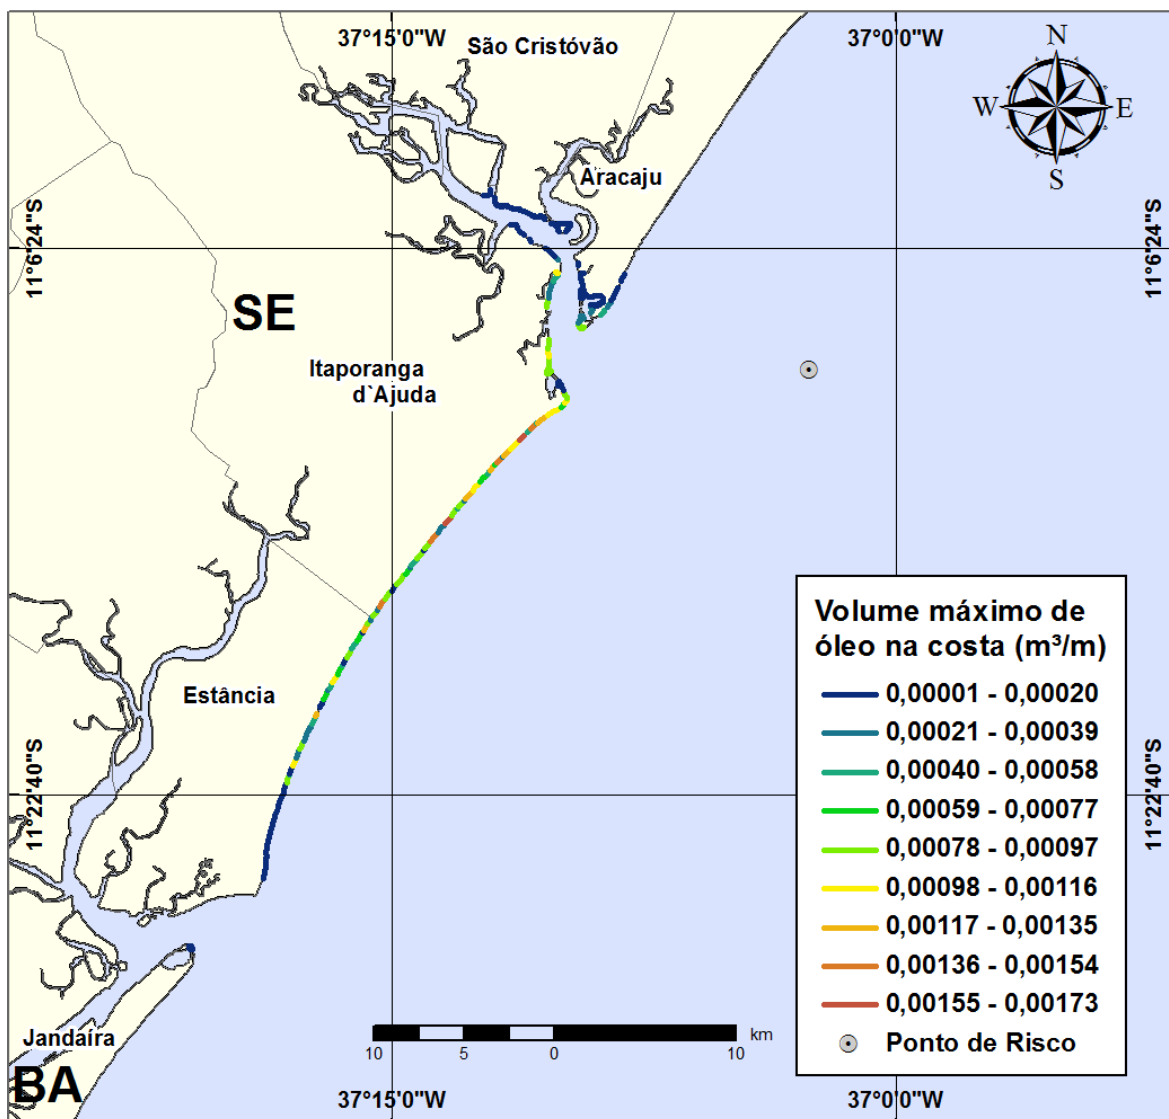 37°15'0"W
São Cristóvão
37°0'0"W
N
W
E
S
Aracaju
11°6'24"S
11°6'24"S
SE
Itaporanga
d`Ajuda
Estância
11°22'40"S
11°22'40"S
Volume máximo de
óleo na costa (m³/m)
0,00001 - 0,00020
0,00021 - 0,00039
0,00040 - 0,00058
0,00059 - 0,00077
0,00078 - 0,00097
0,00098 - 0,00116
0,00117 - 0,00135
0,00136 - 0,00154
0,00155 - 0,00173
Ponto de Risco
Jandaíra
BA
km
10 5 0 10
37°15'0"W
37°0'0"W